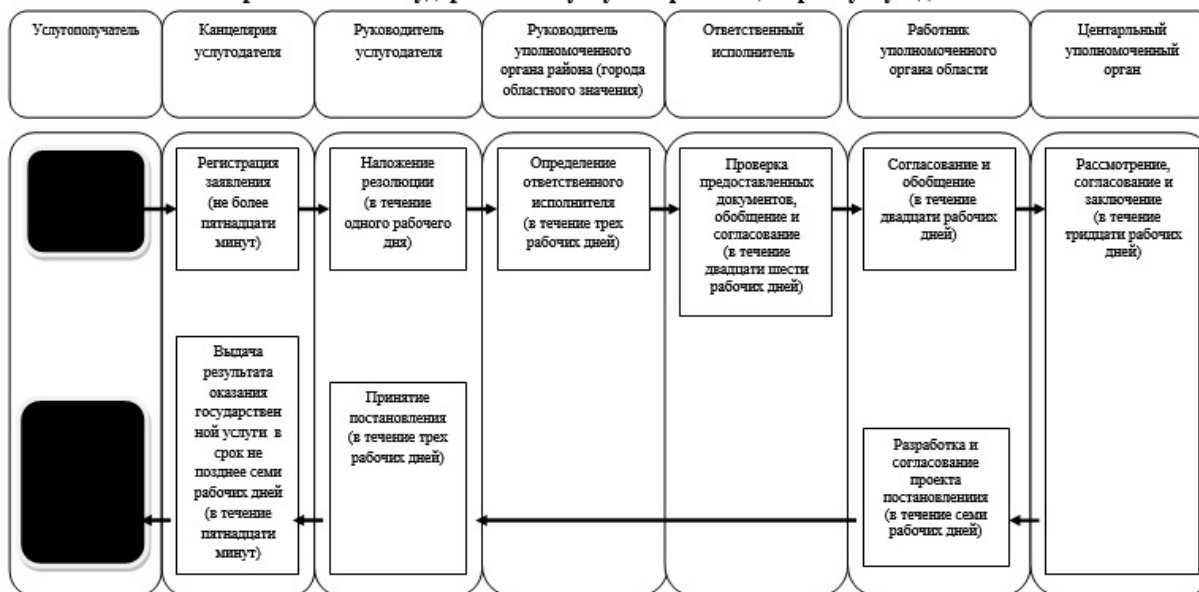 Услугополучатель
Канцелярия
услугодателя
Руководитель
услугодателя
Руководитель
уполномоченного
органа района (города
областного значения)
Ответственный
исполнитель
Работник
уполномоченного
органа области
Центарльный
уполномоченный
орган
Регистрация
заявления
(не более
пятнадцати
минут)
Наложение
резолюции
(в течение
одного рабочего
дня)
Определение
ответственного
исполнителя
(в течение трех
рабочих дней)
Проверка
предоставленных
документов,
обобщение и
согласование
(в течение
двадцати шести
рабочих дней)
Согласование и
обобщение
(в течение
двадцати рабочих
дней)
Рассмотрение,
согласование и
заключение
(в течение
тридцати рабочих
дней)
Выдача
результата
оказания
государствен
ной услуги в
срок не
позднее семи
рабочих дней
(в течение
пятнадцати
минут)
Принятие
постановления
(в течение трех
рабочих дней)
Разработка и
согласование
проекта
постановлениия
(в течение семи
рабочих дней)